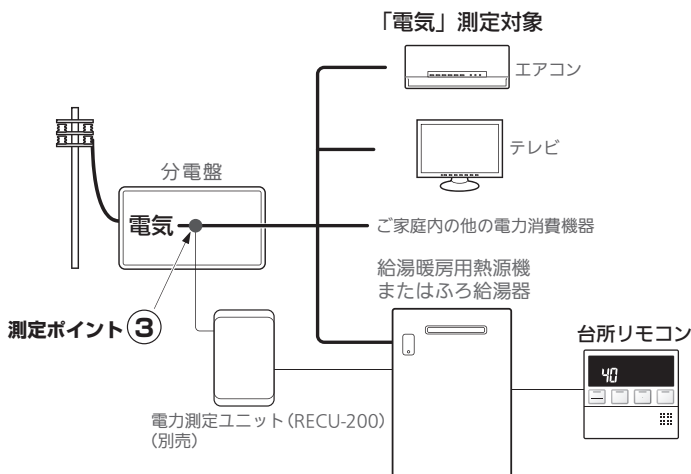 「電気」測定対象
エアコン
テレビ
分電盤
電気
ご家庭内の他の電力消費機器
給湯暖房用熱源機
またはふろ給湯器
測定ポイント③
台所リモコン
40
電力測定ユニット(RECU-200)
(別売)